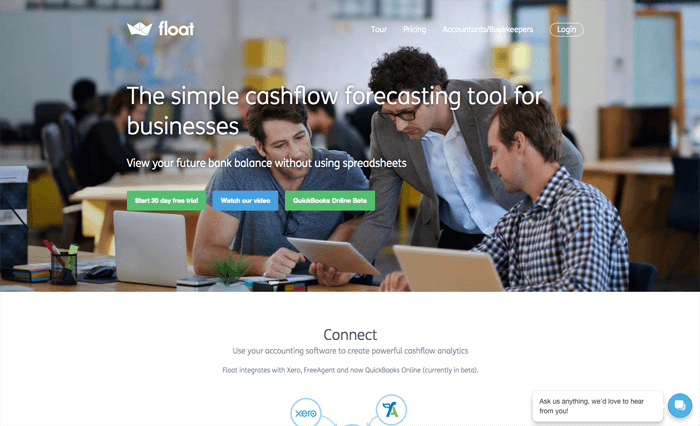 float
Tour Pricing Accountants/Bookkeepers Login
The simple cashflow forecasting tool for
businesses
View your future bank balance without using spreadsheets
Start 30 day free trial Watch our video QuickBooks Online Beta
Connect
Use your accounting software to create powerful cashflow analytics
Float integrates with Xero, FreeAgent and now QuickBooks Online (currently in beta).
xero
Ask us anything, we'd love to hear
from you!